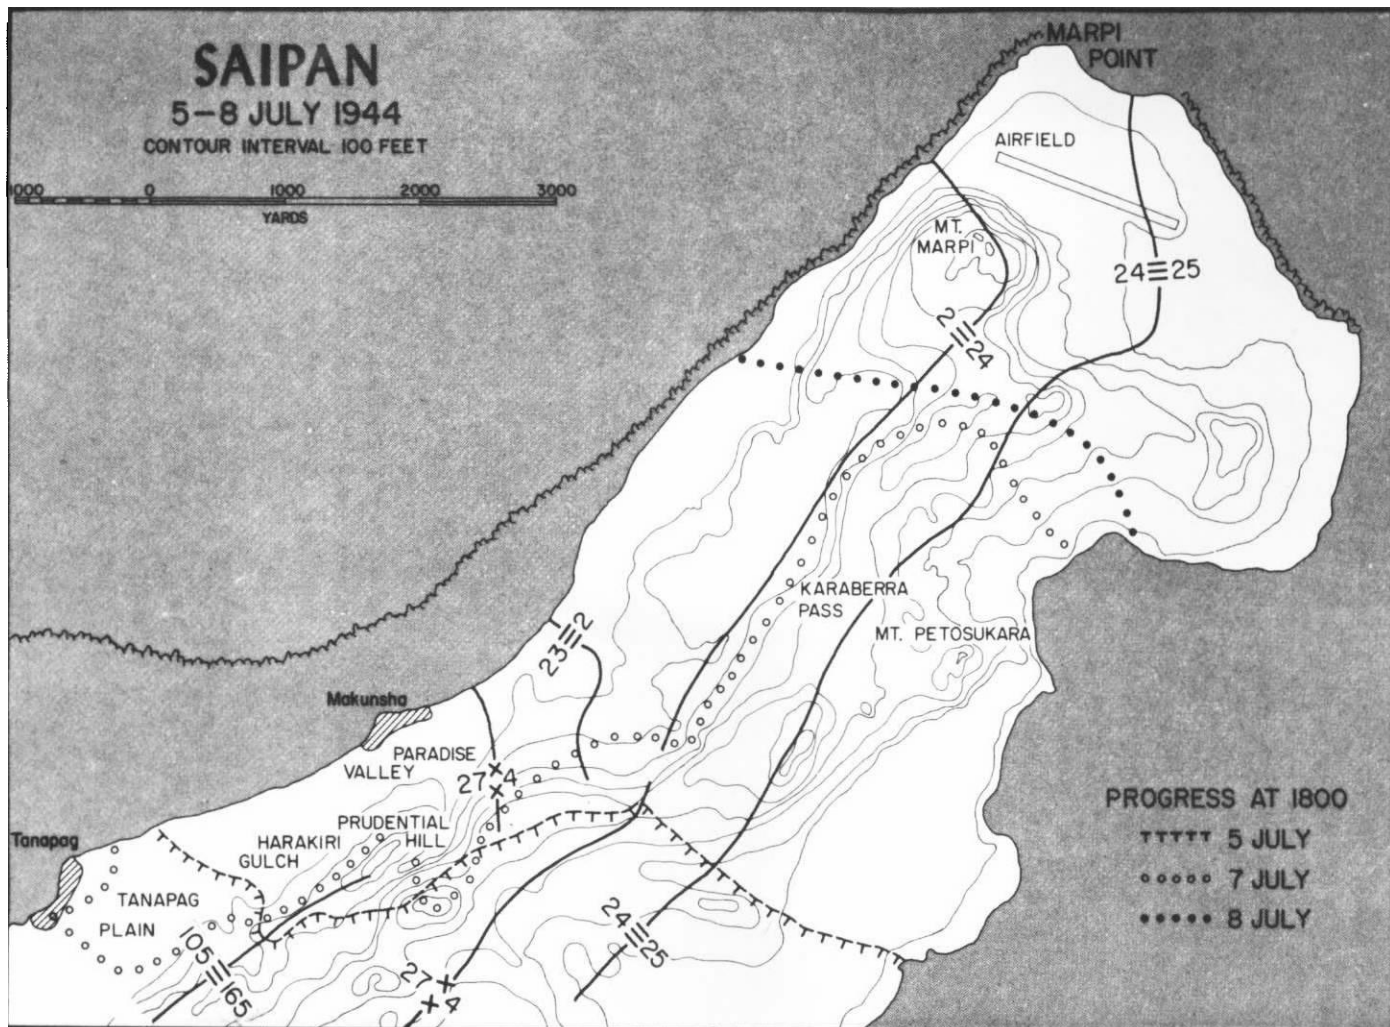 SAIPAN
5-8 JULY 1944
CONTOUR INTERVAL 100 FEET
1000 0 1000 2000 3000
YARDS
MARPI
POINT
AIRFIELD
MT.
MARPI
24 25
2 24
KARABERRA
PASS
MT. PETOSUKARA
23 2
Makunsha
PARADISE
VALLEY
27 4
PRUDENTIAL
HILL
HARAKIRI
GULCH
Tanapag
TANAPAG
PLAIN
105 165
24 25
27 4
PROGRESS AT 1800
5 JULY
7 JULY
8 JULY